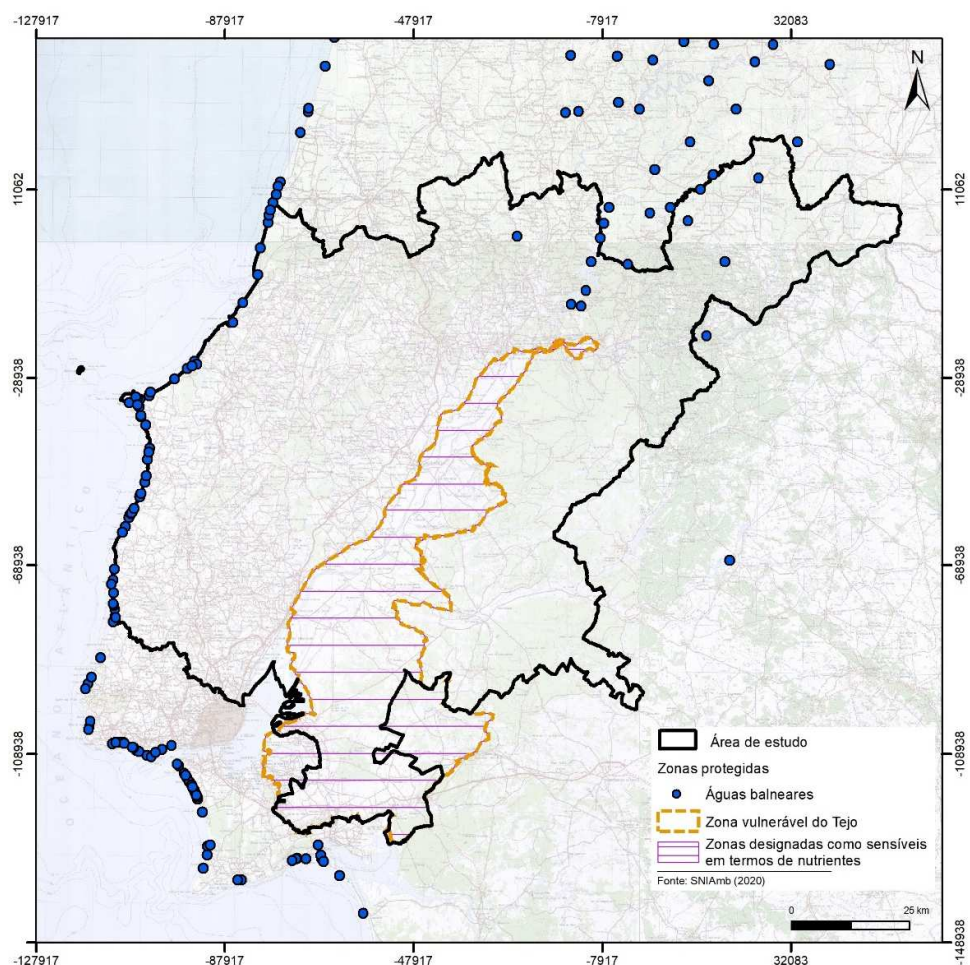 -127917
-87917
-47917
-7917
32083
N
11062
11062
-28938
-28938
-68938
-68938
Área de estudo
Zonas protegidas
-108938
-108938
Águas balneares
Zona vulnerável do Tejo
Zonas designadas como sensíveis
em termos de nutrientes
Fonte: SNIAmb (2020)
0
25 km
-148938
-127917
-87917
-47917
-7917
32083